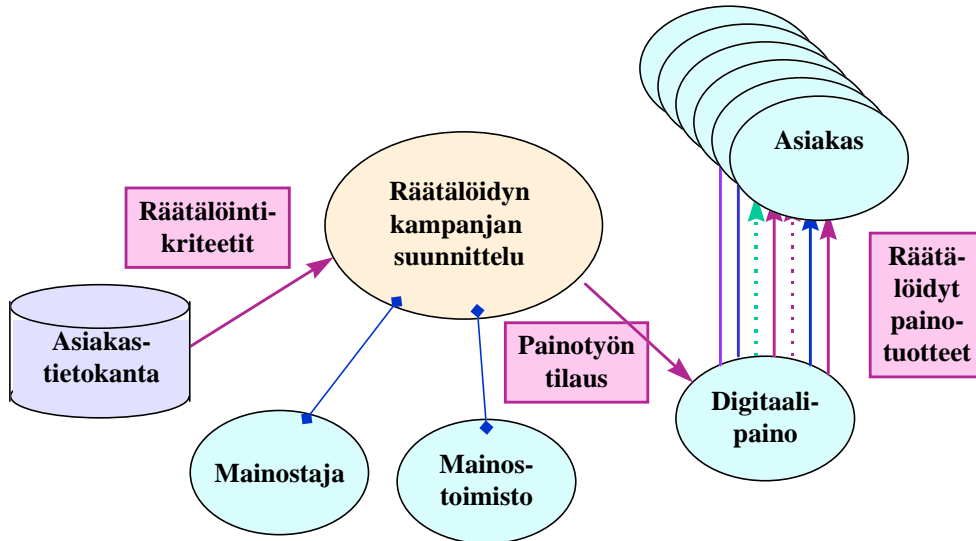 Asiakas
Räätälöidyn
kampanjan
suunnittelu
Räätälöinti-
kriteetit
Räätä-
löidyt
paino-
tuotteet
Asiakas-
tietokanta
Painotyön
tilaus
Digitaali-
paino
Mainostaja
Mainos-
toimisto